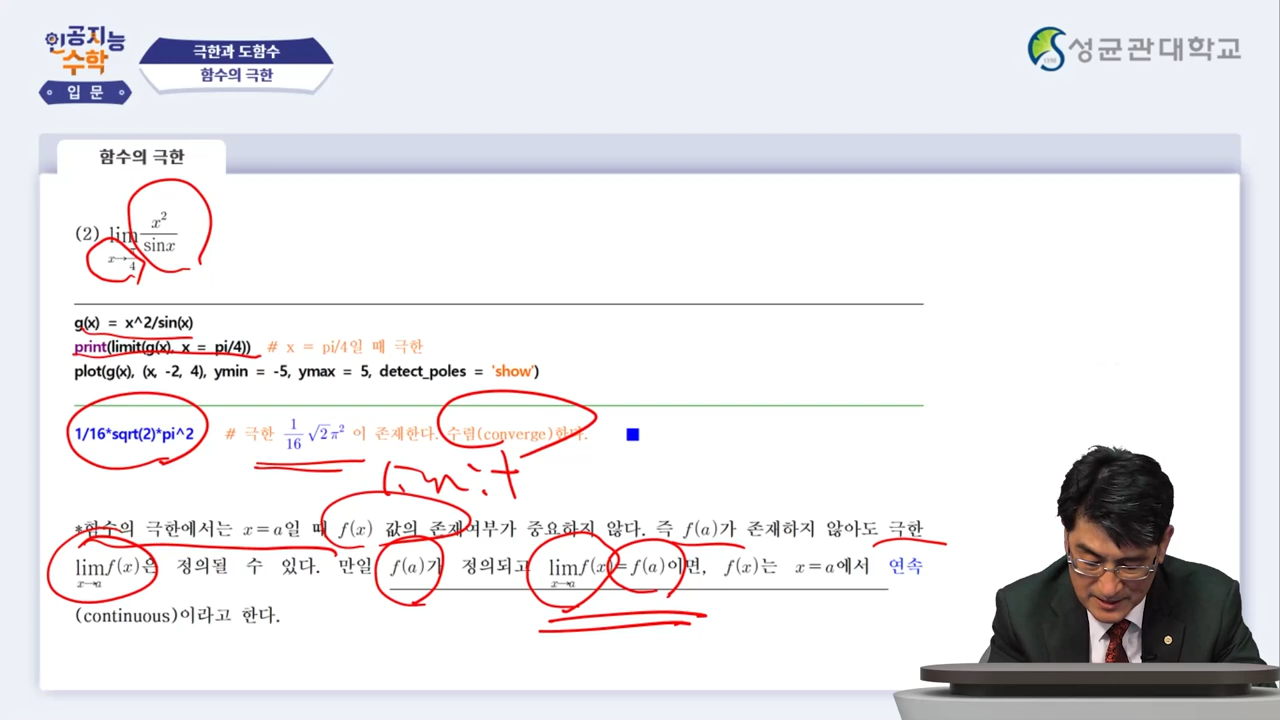 인공지능
수학
입문
극한과 도함수
함수의 극한
성균관대학교
함수의 극한
(2) lim x→π/4 x²/sinx
g(x) = x^2/sin(x)
print(limit(g(x), x = pi/4)) # x = pi/4일 때 극한
plot(g(x), (x, -2, 4), ymin = -5, ymax = 5, detect_poles = 'show')
1/16*sqrt(2)*pi^2 # 극한 1/16 √2π² 이 존재한다. 수렴(converge)한다. ■
limit
*함수의 극한에서는 x=a일 때 f(x) 값의 존재여부가 중요하지 않다. 즉 f(a)가 존재하지 않아도 극한
lim x→a f(x)은 정의될 수 있다. 만일 f(a)가 정의되고 lim x→a f(x)=f(a)이면, f(x)는 x=a에서 연속
(continuous)이라고 한다.